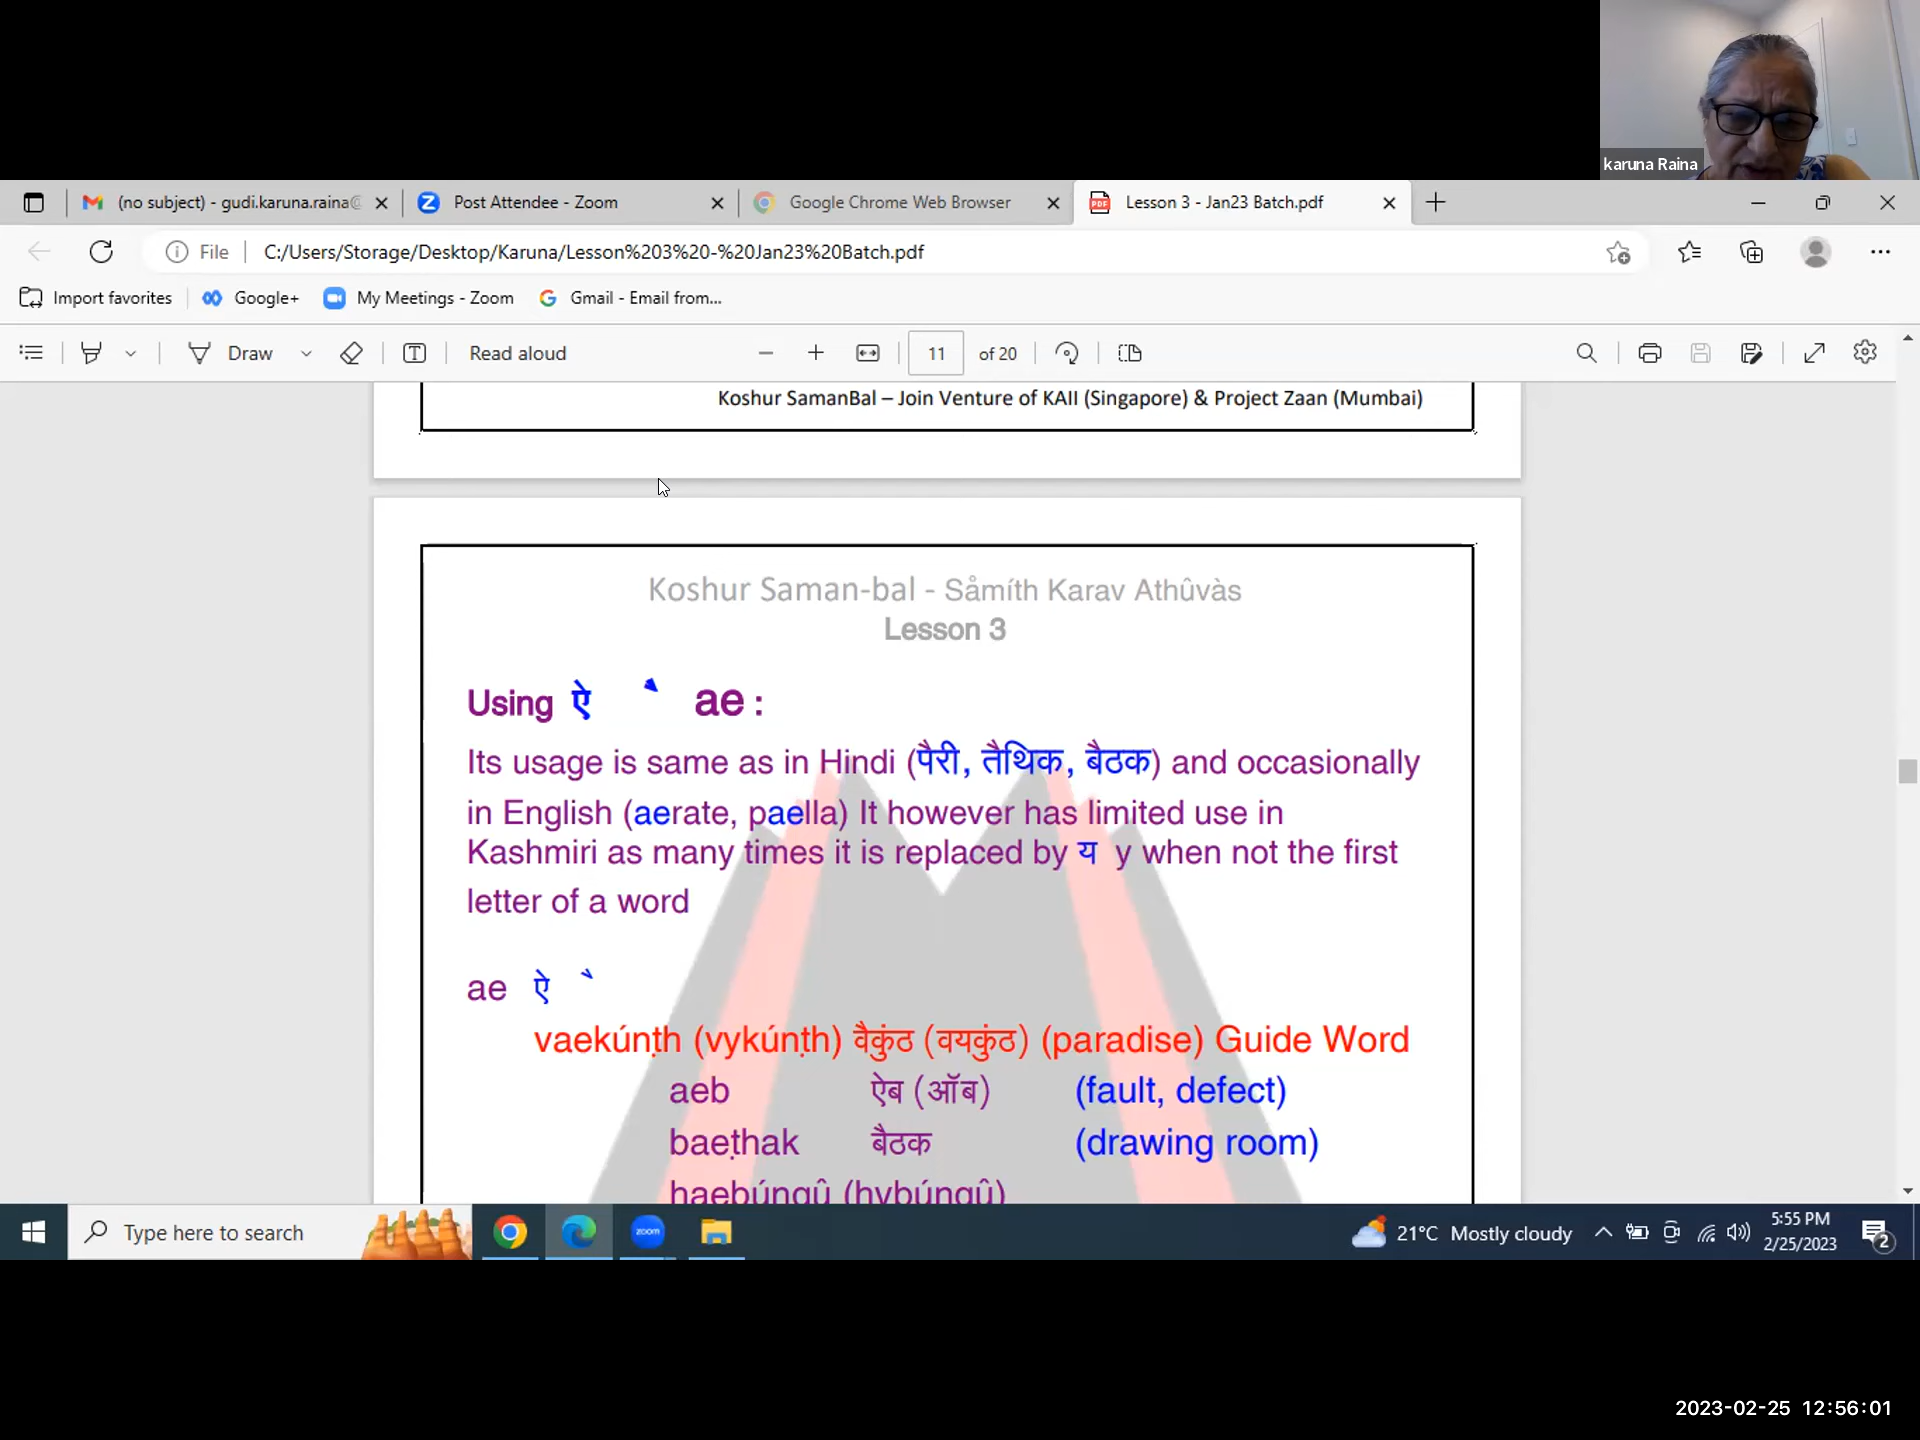 karuna Raina
(no subject) - gudi.karuna.raina@
Post Attendee - Zoom
Google Chrome Web Browser
Lesson 3 - Jan23 Batch.pdf
File
C:/Users/Storage/Desktop/Karuna/Lesson%203%20-%20Jan23%20Batch.pdf
Import favorites
Google+
My Meetings - Zoom
Gmail - Email from...
Draw
Read aloud
11 of 20
Koshur SamanBal – Join Venture of KAII (Singapore) & Project Zaan (Mumbai)
Koshur Saman-bal - Såmíth Karav Athûvàs
Lesson 3
Using ऐ ै ae :
Its usage is same as in Hindi (पैरी, तैथिक, बैठक) and occasionally
in English (aerate, paella) It however has limited use in
Kashmiri as many times it is replaced by य y when not the first
letter of a word
ae ऐ ै
vaekúnṭh (vykúnṭh) वैकुंठ (वयकुंठ) (paradise) Guide Word
aeb ऐब (ऑब) (fault, defect)
baeṭhak बैठक (drawing room)
haebúngû (hybúngû)
Type here to search
zoom
21°C Mostly cloudy
5:55 PM
2/25/2023
2
2023-02-25 12:56:01